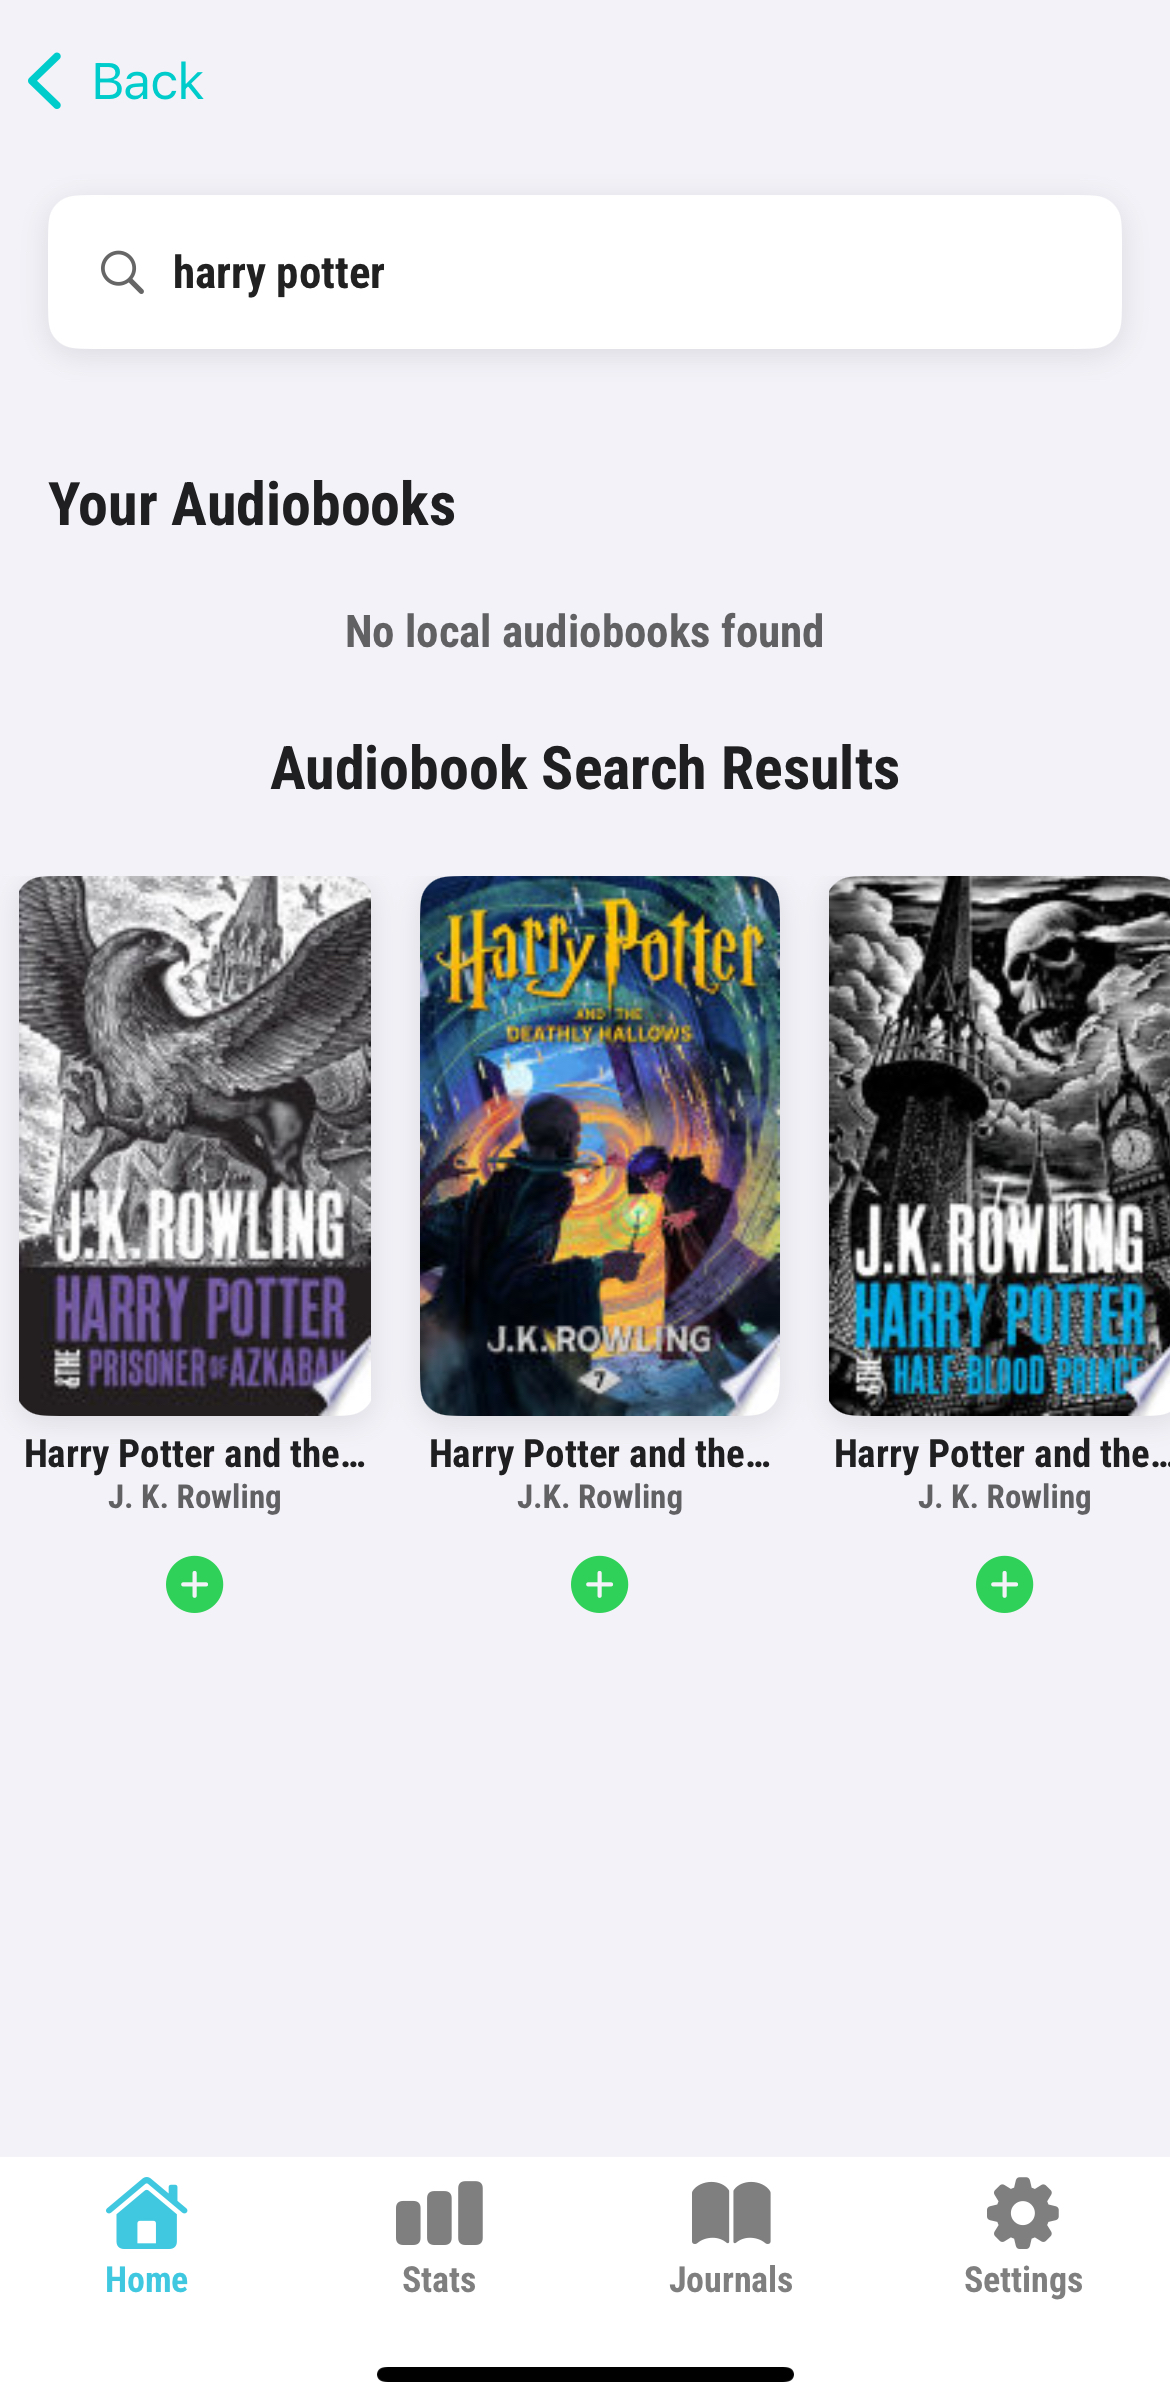 Back
harry potter
Your Audiobooks
No local audiobooks found
Audiobook Search Results
J.K. ROWLING
HARRY POTTER
&THE PRISONER OF AZKABAN
Harry Potter and the...
J. K. Rowling
Harry Potter
AND THE
DEATHLY HALLOWS
J.K. ROWLING
7
Harry Potter and the...
J.K. Rowling
J.K. ROWLING
HARRY POTTER
&THE HALF-BLOOD PRINCE
Harry Potter and the...
J. K. Rowling
Home
Stats
Journals
Settings